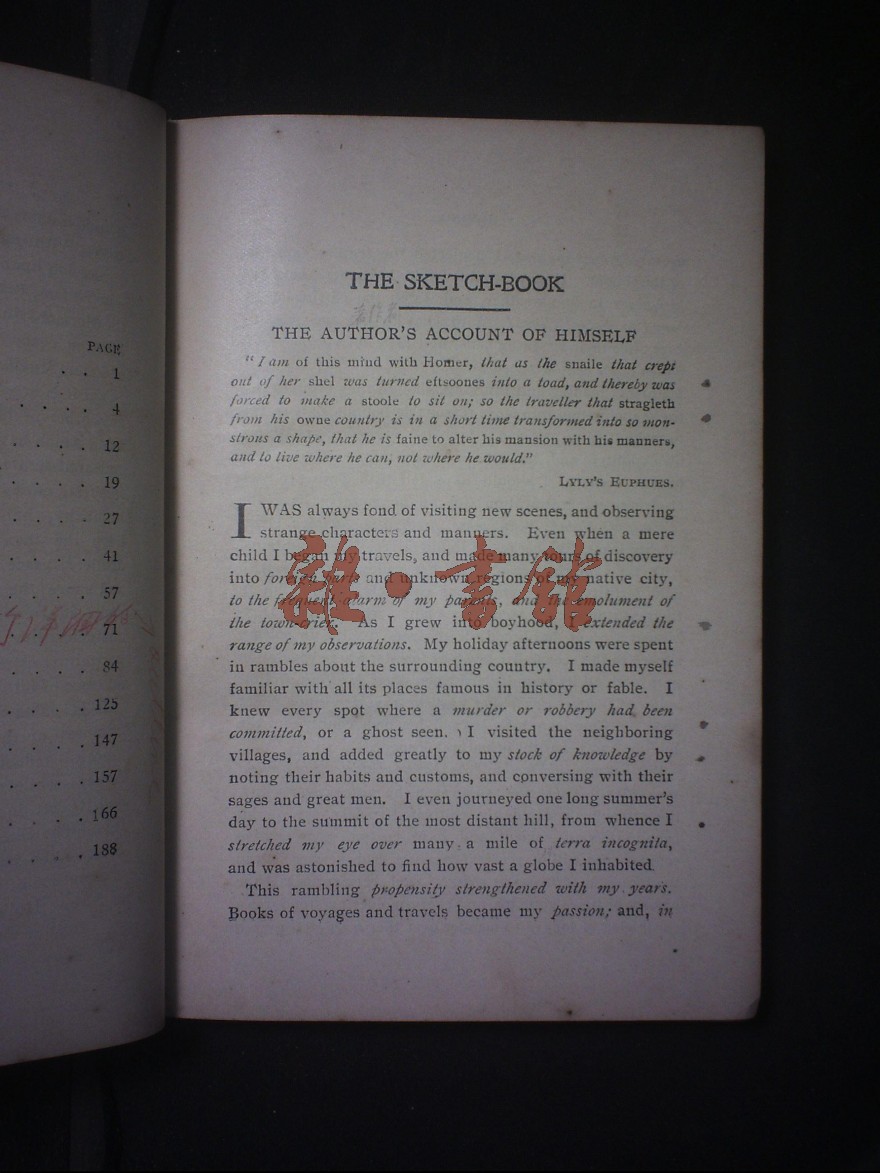 PAGE
1
4
12
19
27
41
57
71
84
125
147
157
166
188
THE SKETCH-BOOK
THE AUTHOR'S ACCOUNT OF HIMSELF
"I am of this mind with Homer, that as the snaile that crept
out of her shel was turned eftsoones into a toad, and thereby was
forced to make a stoole to sit on; so the traveller that stragleth
from his owne country is in a short time transformed into so mon-
strous a shape, that he is faine to alter his mansion with his manners,
and to live where he can, not where he would."
LYLY'S EUPHUES.
I WAS always fond of visiting new scenes, and observing
strange characters and manners. Even when a mere
child I began my travels, and made many tours of discovery
into foreign parts and unknown regions of my native city,
to the frequent alarm of my parents, and the emolument of
the town-crier. As I grew into boyhood, I extended the
range of my observations. My holiday afternoons were spent
in rambles about the surrounding country. I made myself
familiar with all its places famous in history or fable. I
knew every spot where a murder or robbery had been
committed, or a ghost seen. I visited the neighboring
villages, and added greatly to my stock of knowledge by
noting their habits and customs, and conversing with their
sages and great men. I even journeyed one long summer's
day to the summit of the most distant hill, from whence I
stretched my eye over many a mile of terra incognita,
and was astonished to find how vast a globe I inhabited.
This rambling propensity strengthened with my years.
Books of voyages and travels became my passion; and, in
雜·書館